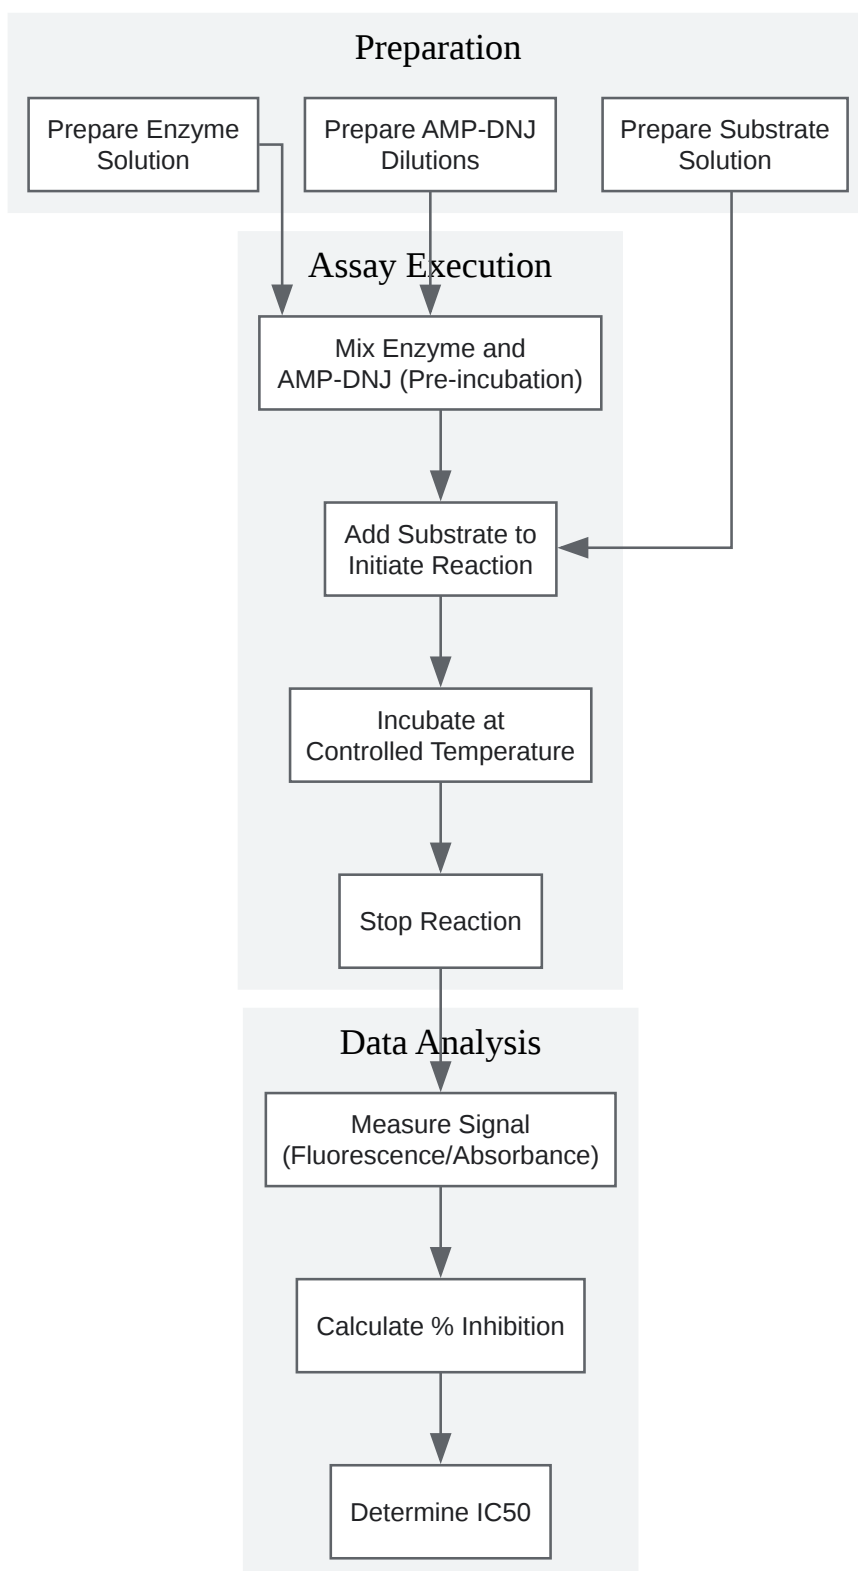 Preparation
Prepare Enzyme
Solution
Prepare AMP-DNJ
Dilutions
Prepare Substrate
Solution
Assay Execution
Mix Enzyme and
AMP-DNJ (Pre-incubation)
Add Substrate to
Initiate Reaction
Incubate at
Controlled Temperature
Stop Reaction
Data Analysis
Measure Signal
(Fluorescence/Absorbance)
Calculate % Inhibition
Determine IC50